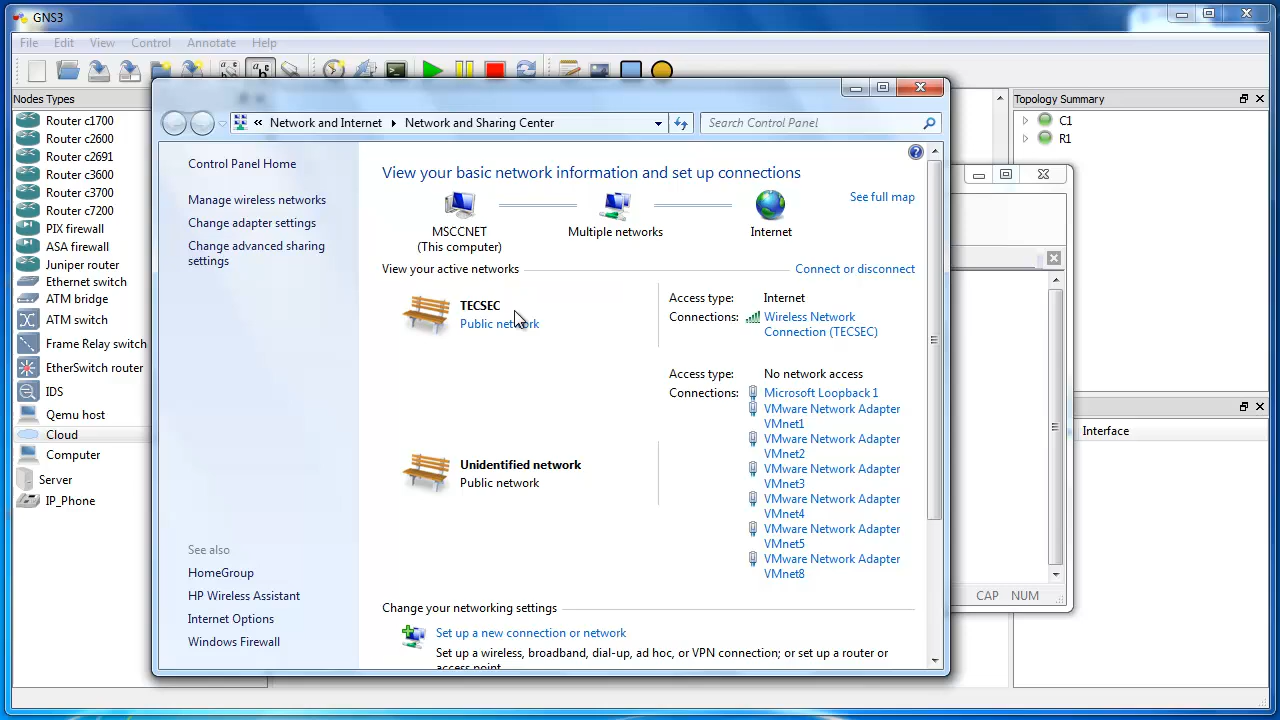 GNS3
File Edit View Control Annotate Help
Nodes Types
Router c1700
Router c2600
Router c2691
Router c3600
Router c3700
Router c7200
PIX firewall
ASA firewall
Juniper router
Ethernet switch
ATM bridge
ATM switch
Frame Relay switch
EtherSwitch router
IDS
Qemu host
Cloud
Computer
Server
IP_Phone
« Network and Internet Network and Sharing Center
Search Control Panel
Control Panel Home
Manage wireless networks
Change adapter settings
Change advanced sharing
settings
See also
HomeGroup
HP Wireless Assistant
Internet Options
Windows Firewall
View your basic network information and set up connections
See full map
MSCCNET
(This computer)
Multiple networks
Internet
View your active networks
Connect or disconnect
TECSEC
Public network
Access type: Internet
Connections: Wireless Network
Connection (TECSEC)
Unidentified network
Public network
Access type: No network access
Connections: Microsoft Loopback 1
VMware Network Adapter
VMnet1
VMware Network Adapter
VMnet2
VMware Network Adapter
VMnet3
VMware Network Adapter
VMnet4
VMware Network Adapter
VMnet5
VMware Network Adapter
VMnet8
Change your networking settings
Set up a new connection or network
Set up a wireless, broadband, dial-up, ad hoc, or VPN connection; or set up a router or
access point.
Topology Summary
C1
R1
Interface
CAP NUM